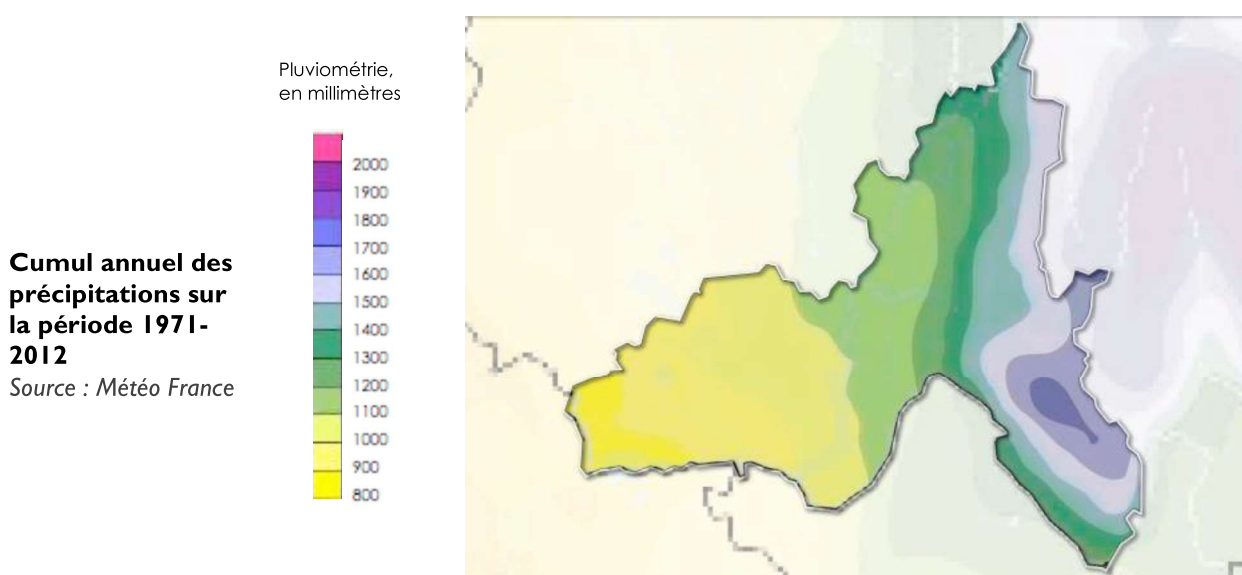 Pluviométrie,
en millimètres
2000
1900
1800
1700
1600
1500
1400
1300
1200
1100
1000
900
800
Cumul annuel des
précipitations sur
la période 1971-
2012
Source : Météo France